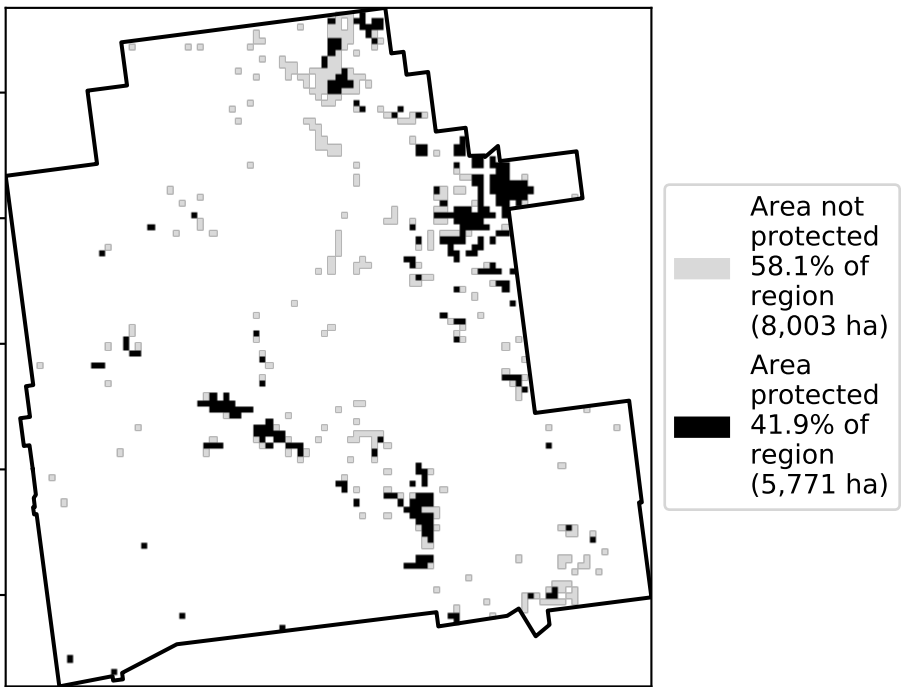 Area not
protected
58.1% of
region
(8,003 ha)
Area
protected
41.9% of
region
(5,771 ha)